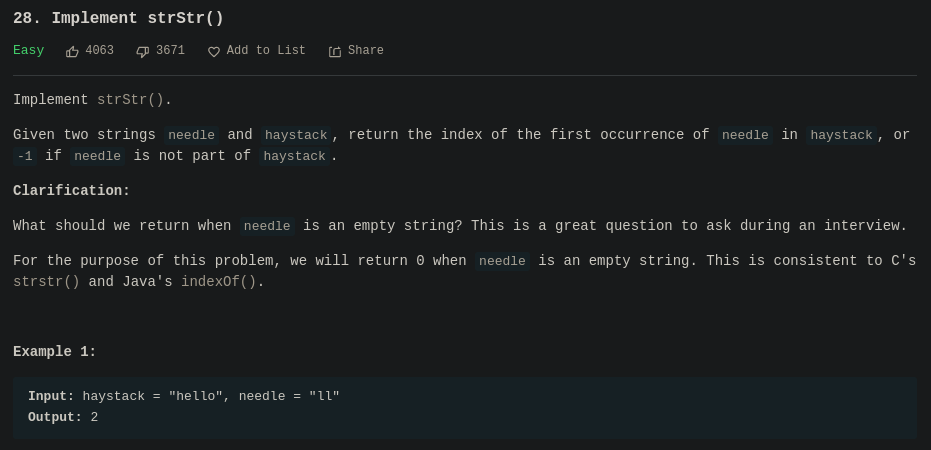 28. Implement strStr()
Easy 4063 3671 Add to List Share
Implement strStr().
Given two strings needle and haystack, return the index of the first occurrence of needle in haystack, or
-1 if needle is not part of haystack.
Clarification:
What should we return when needle is an empty string? This is a great question to ask during an interview.
For the purpose of this problem, we will return 0 when needle is an empty string. This is consistent to C's
strstr() and Java's indexOf().
Example 1:
Input: haystack = "hello", needle = "ll"
Output: 2